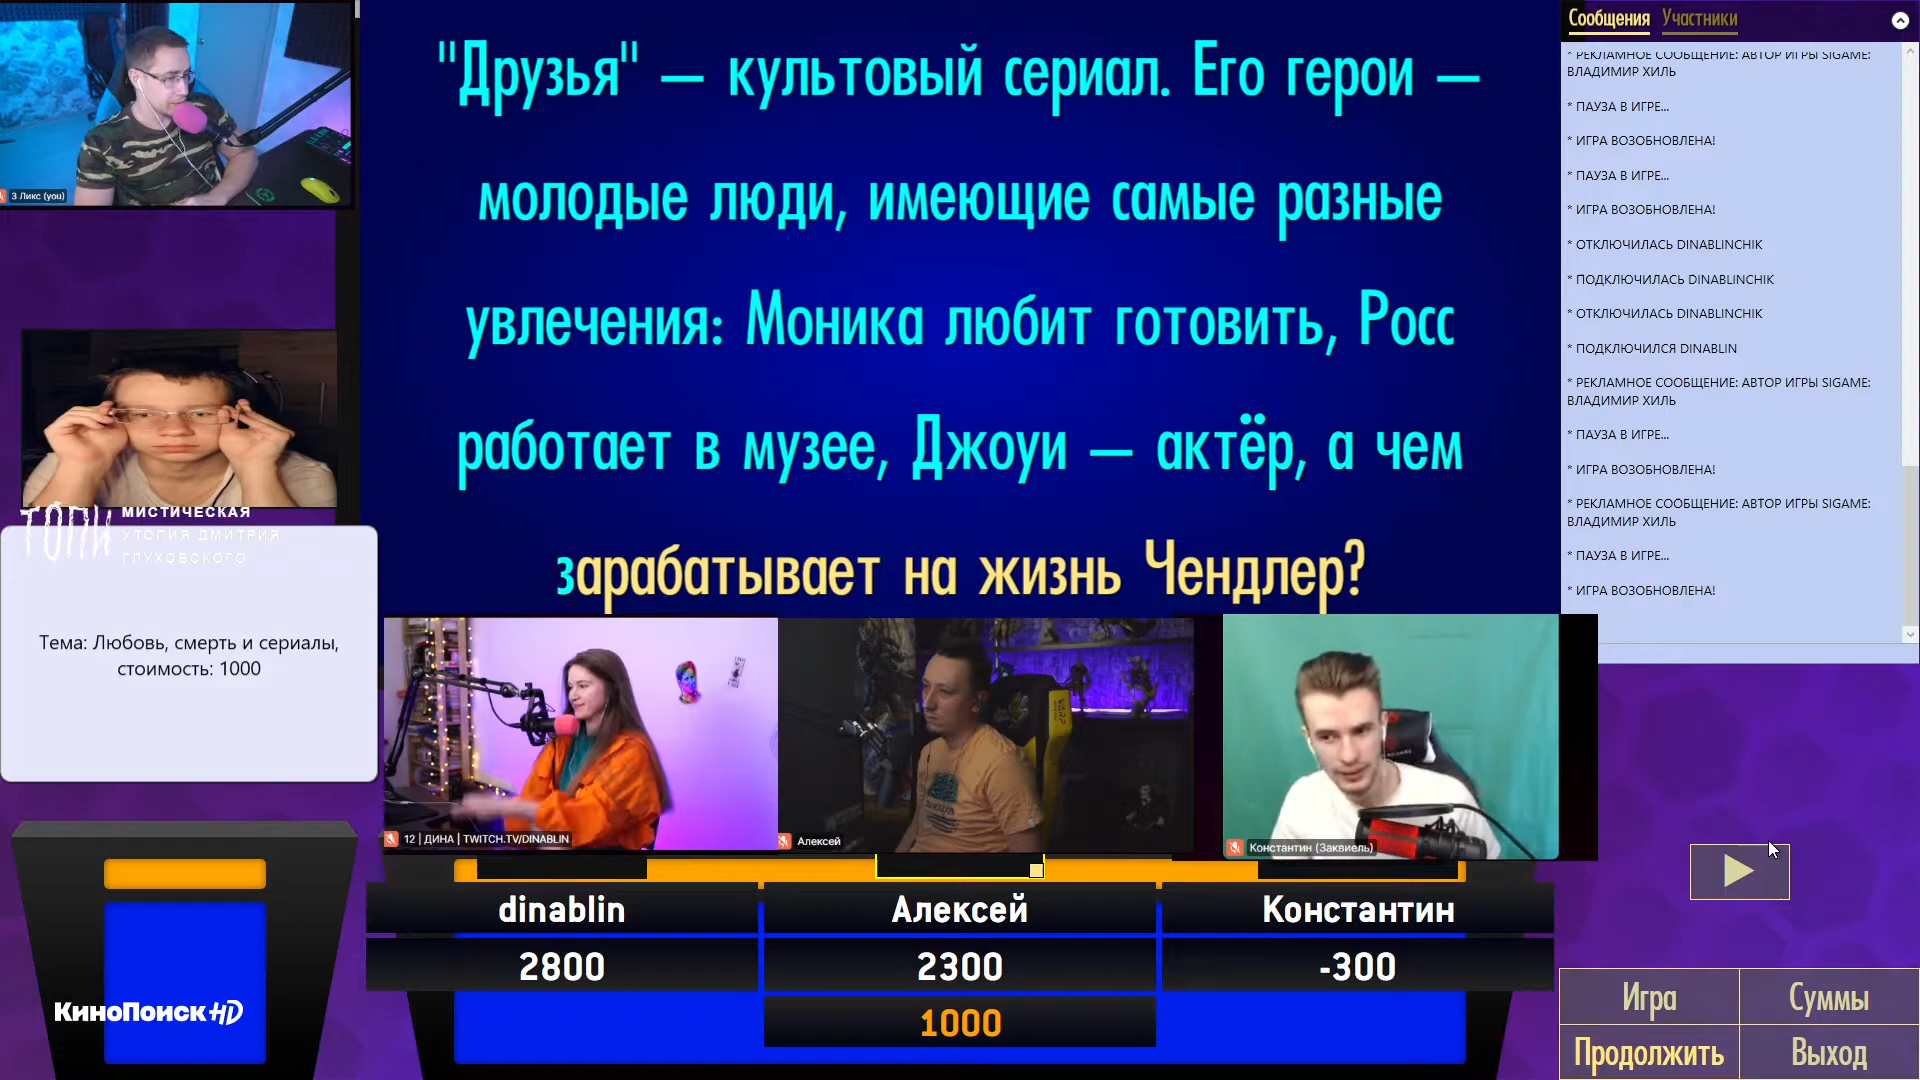 "Друзья" — культовый сериал. Его герои —
молодые люди, имеющие самые разные
увлечения: Моника любит готовить, Росс
работает в музее, Джоуи — актёр, а чем
зарабатывает на жизнь Чендлер?
Сообщения Участники
* РЕКЛАМНОЕ СООБЩЕНИЕ: АВТОР ИГРЫ SIGAME:
ВЛАДИМИР ХИЛЬ
* ПАУЗА В ИГРЕ...
* ИГРА ВОЗОБНОВЛЕНА!
* ПАУЗА В ИГРЕ...
* ИГРА ВОЗОБНОВЛЕНА!
* ОТКЛЮЧИЛАСЬ DINABLINCHIK
* ПОДКЛЮЧИЛАСЬ DINABLINCHIK
* ОТКЛЮЧИЛАСЬ DINABLINCHIK
* ПОДКЛЮЧИЛСЯ DINABLIN
* РЕКЛАМНОЕ СООБЩЕНИЕ: АВТОР ИГРЫ SIGAME:
ВЛАДИМИР ХИЛЬ
* ПАУЗА В ИГРЕ...
* ИГРА ВОЗОБНОВЛЕНА!
* РЕКЛАМНОЕ СООБЩЕНИЕ: АВТОР ИГРЫ SIGAME:
ВЛАДИМИР ХИЛЬ
* ПАУЗА В ИГРЕ...
* ИГРА ВОЗОБНОВЛЕНА!
3 Ликс (you)
ТОПИ
МИСТИЧЕСКАЯ
УТОПИЯ ДМИТРИЯ
ГЛУХОВСКОГО
Тема: Любовь, смерть и сериалы,
стоимость: 1000
12 | ДИНА | TWITCH.TV/DINABLIN
Алексей
Константин (Заквиель)
dinablin
Алексей
Константин
2800
2300
-300
1000
КиноПоиск HD
Игра
Суммы
Продолжить
Выход